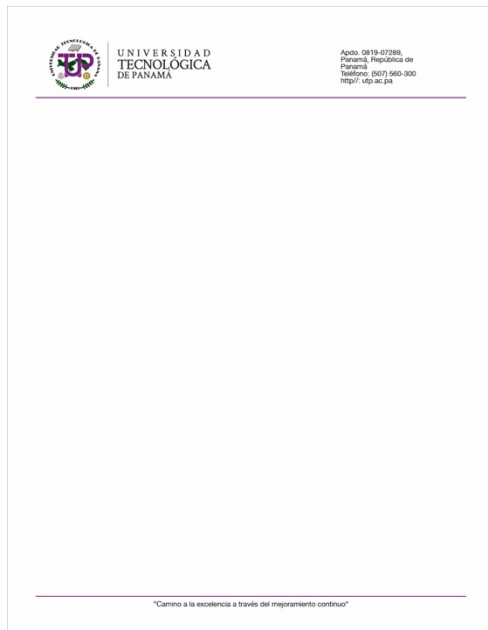 UNIVERSIDAD
TECNOLÓGICA
DE PANAMÁ
UTP
Apdo. 0819-07289,
Panamá, República de
Panamá
Teléfono: (507) 560-300
http//: utp.ac.pa
"Camino a la excelencia a través del mejoramiento continuo"